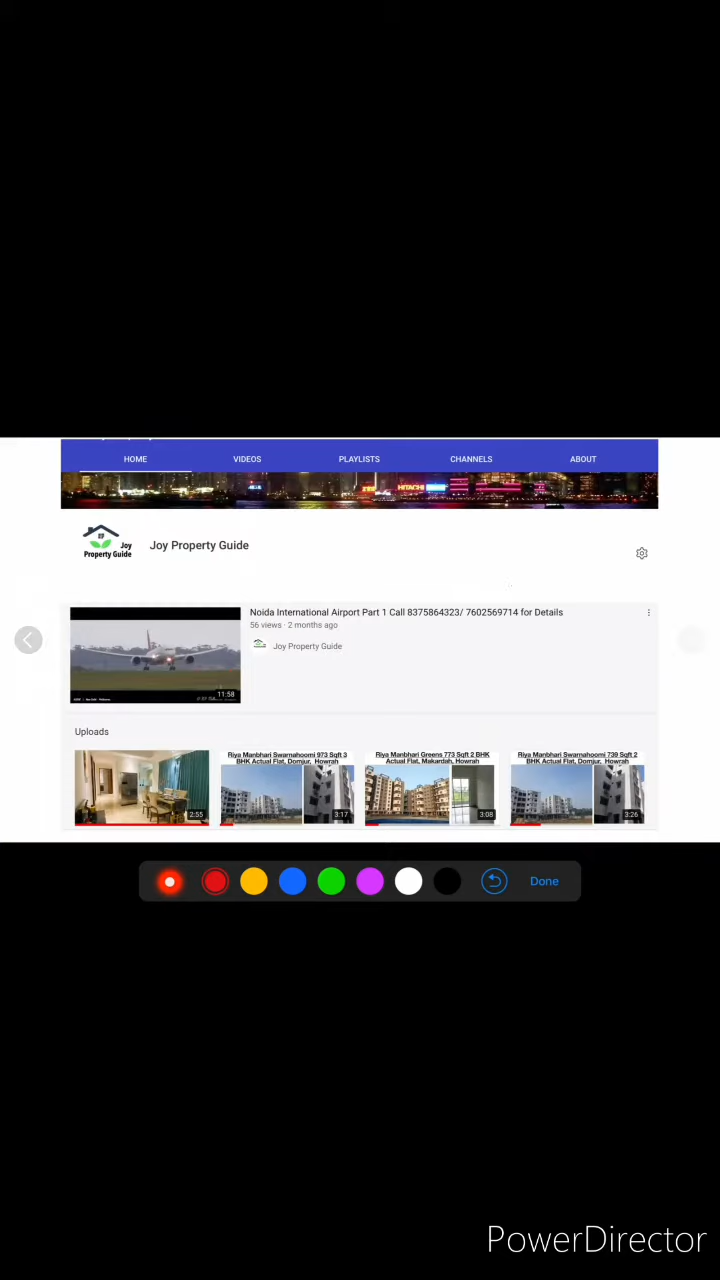 HOME VIDEOS PLAYLISTS CHANNELS ABOUT
HITACHI
Joy
Property Guide
Joy Property Guide
Noida International Airport Part 1 Call 8375864323/ 7602569714 for Details
56 views · 2 months ago
Joy Property Guide
11:58
Uploads
Riya Manbhari Swarnahoomi 973 Sqft 3
BHK Actual Flat, Domjur, Howrah
Riya Manbhari Greens 773 Sqft 2 BHK
Actual Flat, Makardah, Howrah
Riya Manbhari Swarnahoomi 739 Sqft 2
BHK Actual Flat, Domjur, Howrah
2:55 3:17 3:08 3:26
Done
PowerDirector